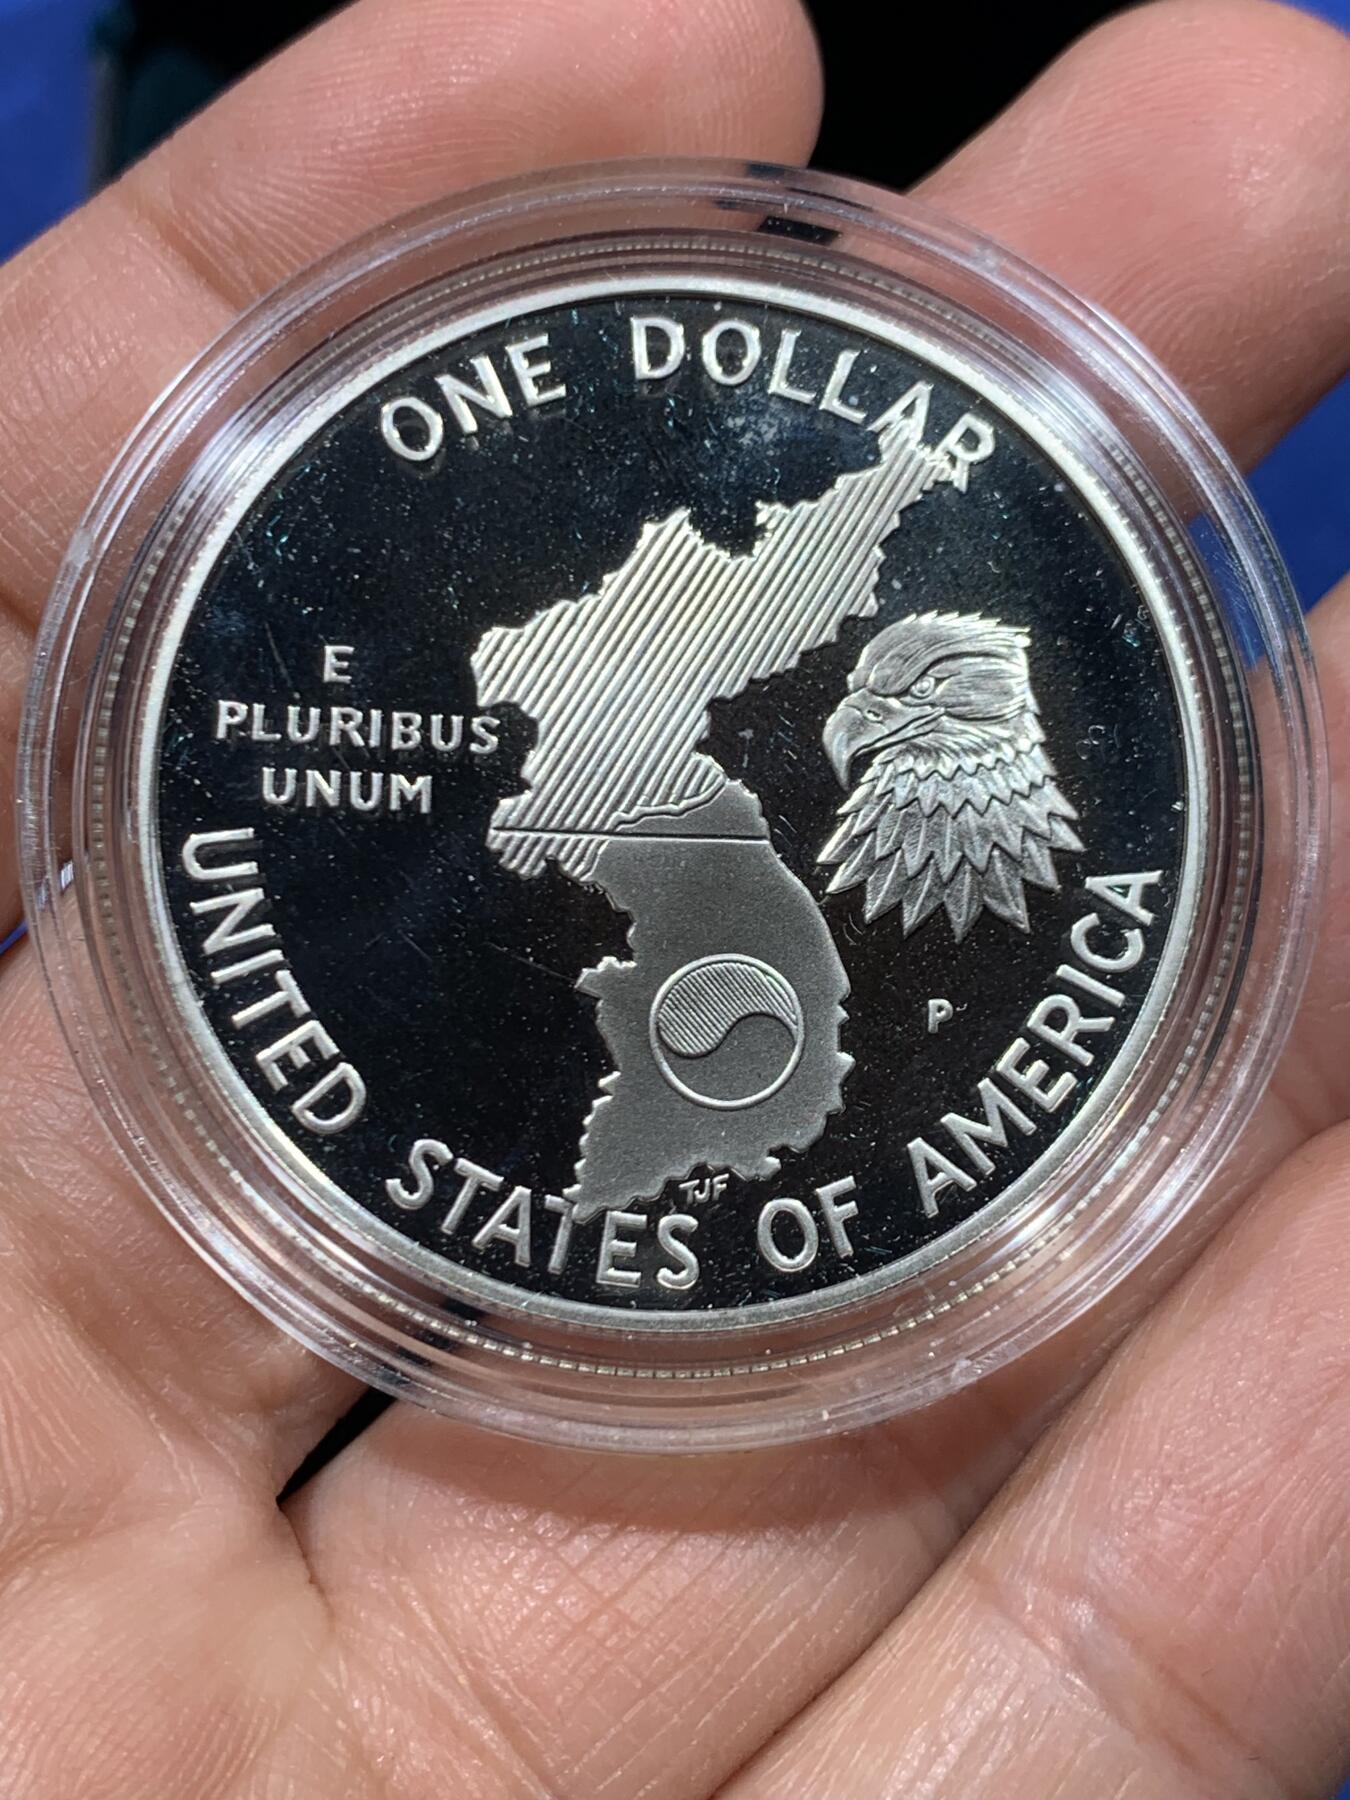 ONE DOLLAR
E
PLURIBUS
UNUM
P
TJF
UNITED STATES OF AMERICA